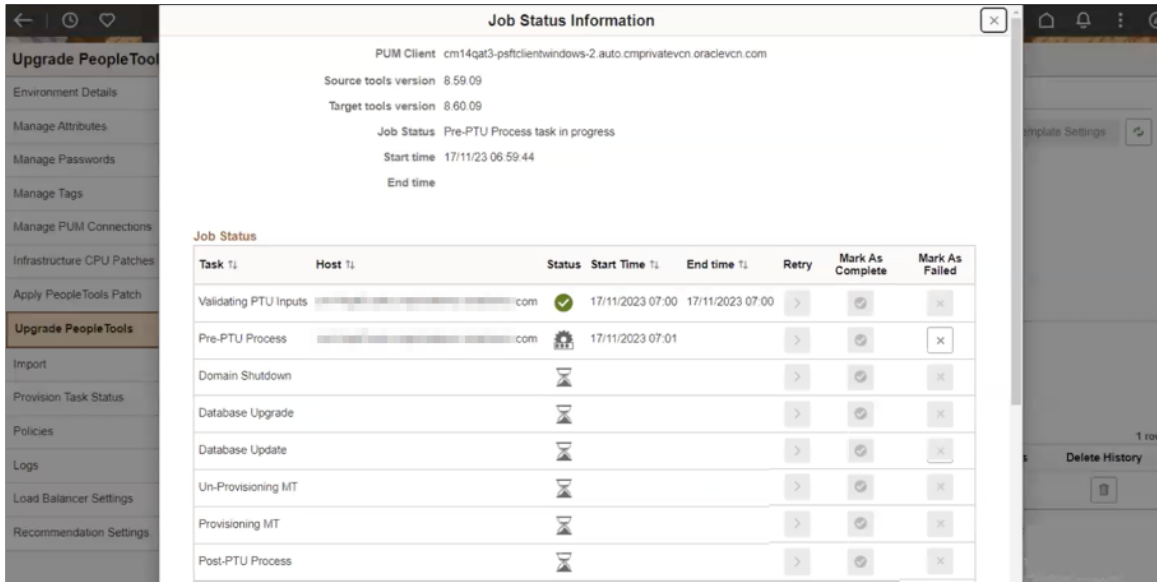 Job Status Information
Upgrade PeopleTool
PUM Client cm14qat3-psftclientwindows-2.auto.cmprivatevcn.oraclevcn.com
Source tools version 8.59.09
Target tools version 8.60.09
Job Status Pre-PTU Process task in progress
Start time 17/11/23 06:59:44
End time
Environment Details
Manage Attributes
Manage Passwords
Manage Tags
Manage PUM Connections
Infrastructure CPU Patches
Apply PeopleTools Patch
Upgrade PeopleTools
Import
Provision Task Status
Policies
Logs
Load Balancer Settings
Recommendation Settings
Job Status
Task Host Status Start Time End time Retry Mark As Complete Mark As Failed
Validating PTU Inputs com 17/11/2023 07:00 17/11/2023 07:00
Pre-PTU Process com 17/11/2023 07:01
Domain Shutdown
Database Upgrade
Database Update
Un-Provisioning MT
Provisioning MT
Post-PTU Process
emplate Settings
1 row
s Delete History